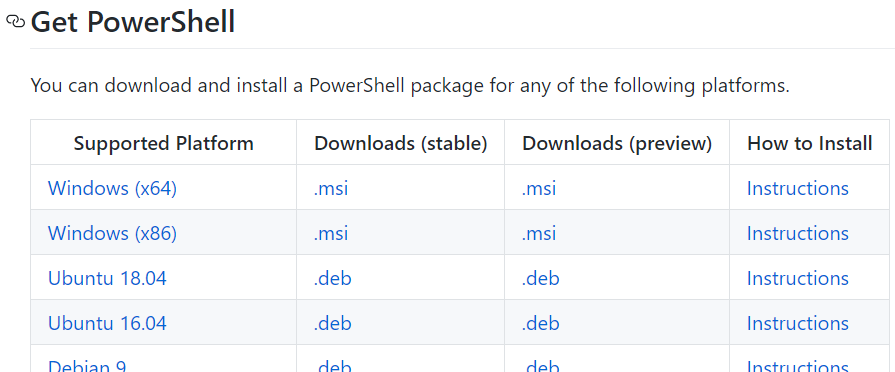 Get PowerShell
You can download and install a PowerShell package for any of the following platforms.
Supported Platform Downloads (stable) Downloads (preview) How to Install
Windows (x64) .msi .msi Instructions
Windows (x86) .msi .msi Instructions
Ubuntu 18.04 .deb .deb Instructions
Ubuntu 16.04 .deb .deb Instructions
Debian 9 .deb .deb Instructions